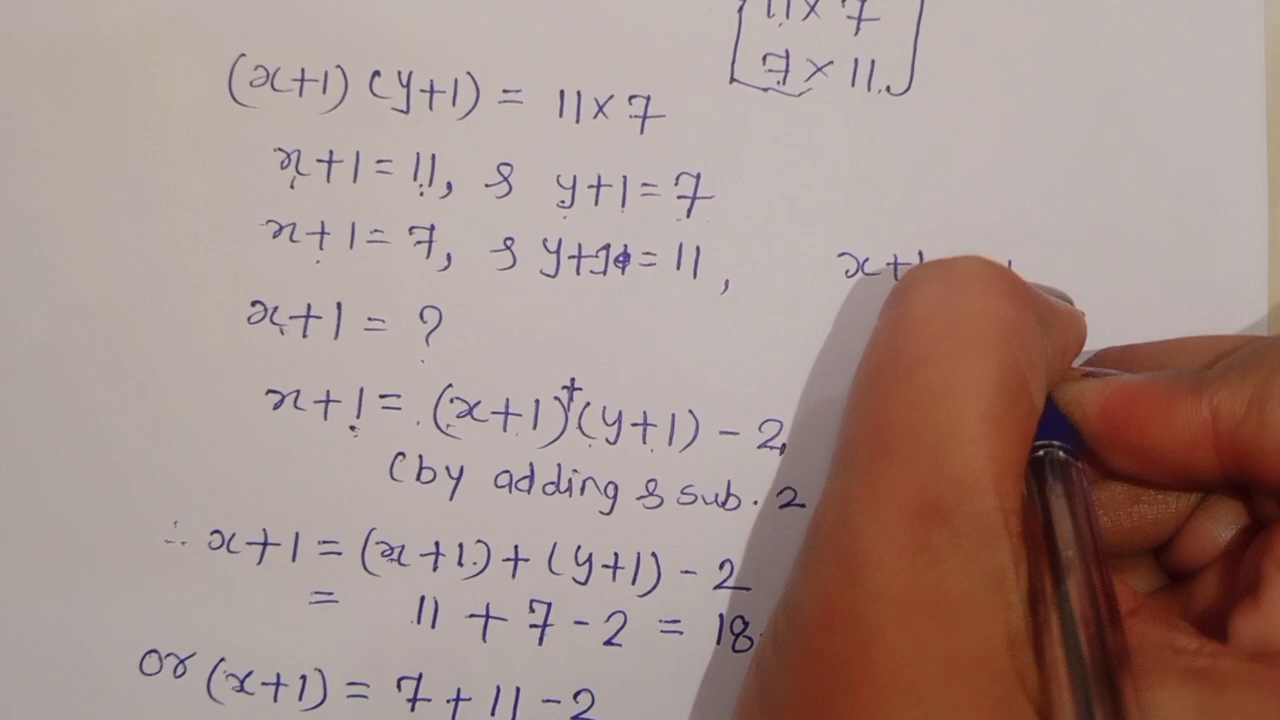 11 × 7
7 × 11.
(x+1) (y+1) = 11 × 7
x+1 = 11, & y+1 = 7
x+1 = 7, & y+1 = 11,
x+1
x+1 = ?
x+1 = (x+1)+(y+1) - 2,
(by adding & sub. 2
∴ x+1 = (x+1)+(y+1) - 2
= 11 + 7 - 2 = 18
or (x+1) = 7 + 11 - 2